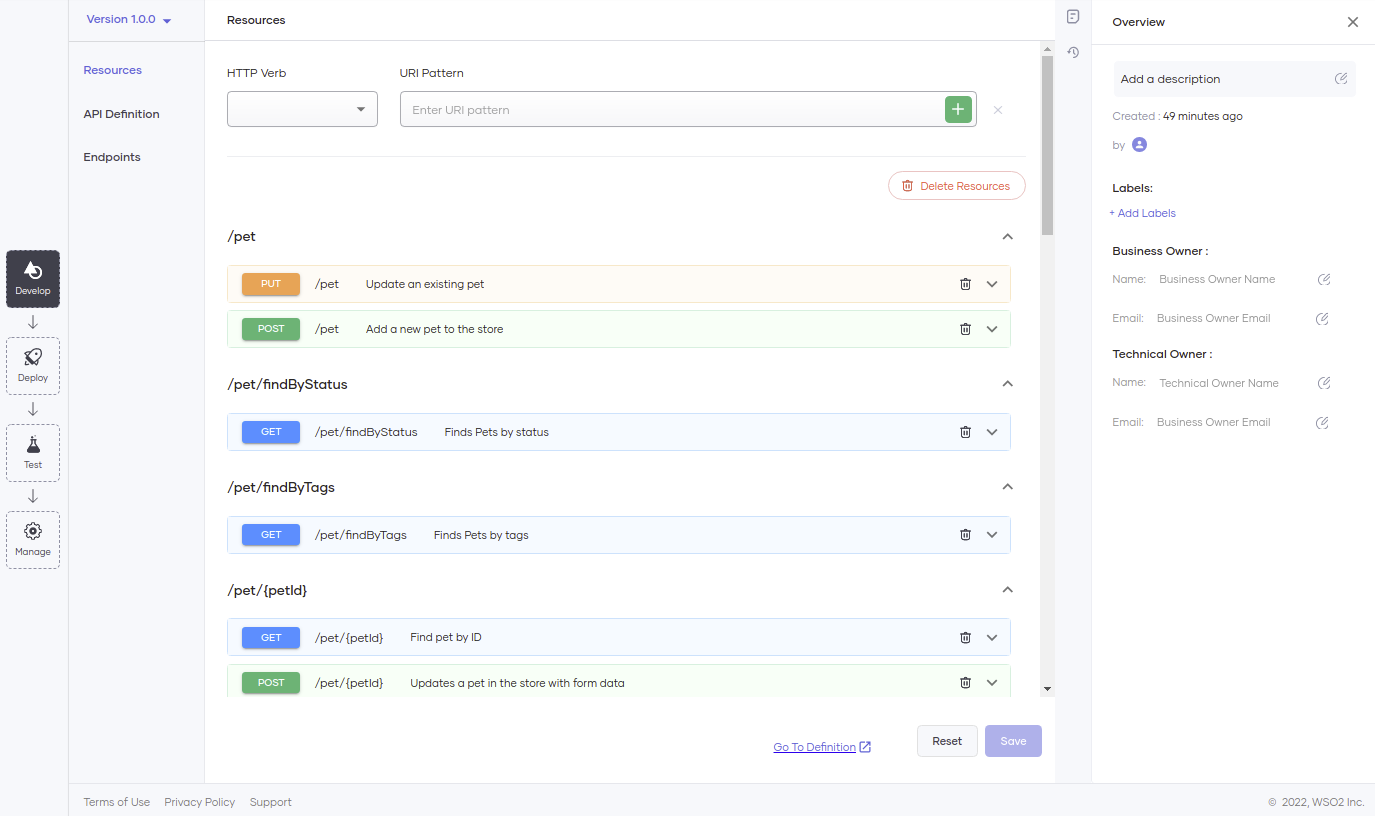 Version 1.0.0
Resources
API Definition
Endpoints
Develop
Deploy
Test
Manage
Resources
HTTP Verb
URI Pattern
Enter URI pattern
Delete Resources
/pet
PUT /pet Update an existing pet
POST /pet Add a new pet to the store
/pet/findByStatus
GET /pet/findByStatus Finds Pets by status
/pet/findByTags
GET /pet/findByTags Finds Pets by tags
/pet/{petId}
GET /pet/{petId} Find pet by ID
POST /pet/{petId} Updates a pet in the store with form data
Go To Definition
Reset
Save
Overview
Add a description
Created : 49 minutes ago
by
Labels:
+ Add Labels
Business Owner :
Name: Business Owner Name
Email: Business Owner Email
Technical Owner :
Name: Technical Owner Name
Email: Business Owner Email
Terms of Use Privacy Policy Support
© 2022, WSO2 Inc.